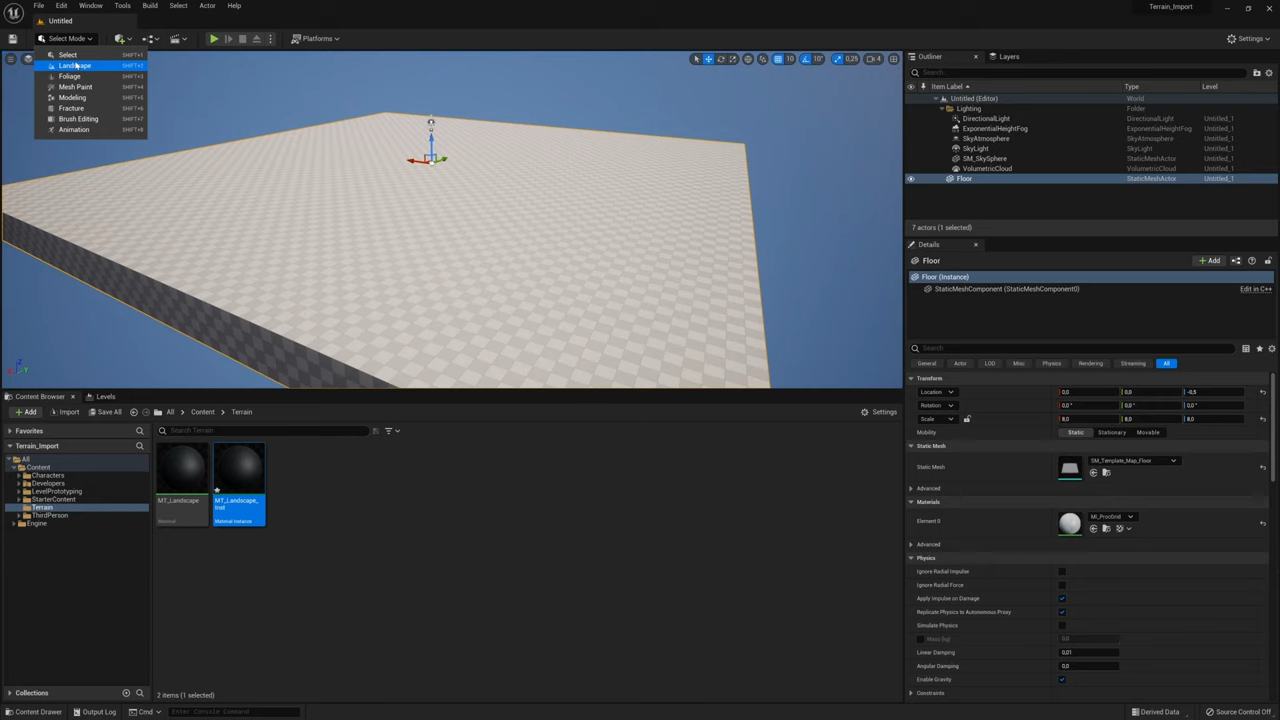 File Edit Window Tools Build Select Actor Help
Terrain_Import
Untitled
Select Mode
Platforms
Settings
Select SHIFT+1
Landscape SHIFT+2
Foliage SHIFT+3
Mesh Paint SHIFT+4
Modeling SHIFT+5
Fracture SHIFT+6
Brush Editing SHIFT+7
Animation SHIFT+8
10 10° 0,25 4
Outliner Layers
Search...
Item Label Type Level
Untitled (Editor) World
Lighting Folder
DirectionalLight DirectionalLight Untitled_1
ExponentialHeightFog ExponentialHeightFog Untitled_1
SkyAtmosphere SkyAtmosphere Untitled_1
SkyLight SkyLight Untitled_1
SM_SkySphere StaticMeshActor Untitled_1
VolumetricCloud VolumetricCloud Untitled_1
Floor StaticMeshActor Untitled_1
7 actors (1 selected)
Details
Floor
Add
Floor (Instance)
StaticMeshComponent (StaticMeshComponent0) Edit in C++
Search
General Actor LOD Misc Physics Rendering Streaming All
Transform
Location 0,0 0,0 -0,5
Rotation 0,0 ° 0,0 ° 0,0 °
Scale 8,0 8,0 8,0
Mobility Static Stationary Movable
Static Mesh
Static Mesh SM_Template_Map_Floor
Advanced
Materials
Element 0 MI_ProcGrid
Advanced
Physics
Ignore Radial Impulse
Ignore Radial Force
Apply Impulse on Damage
Replicate Physics to Autonomous Proxy
Simulate Physics
Mass (kg) 0,0
Linear Damping 0,01
Angular Damping 0,0
Enable Gravity
Constraints
Z
X Y
Content Browser Levels
Add Import Save All All Content Terrain Settings
Favorites
Search Terrain
Terrain_Import
All
Content
Characters
Developers
LevelPrototyping
StarterContent
Terrain
ThirdPerson
Engine
MT_Landscape
Material
MT_Landscape_
Inst
Material Instance
Collections
2 items (1 selected)
Content Drawer Output Log Cmd Enter Console Command Derived Data Source Control Off